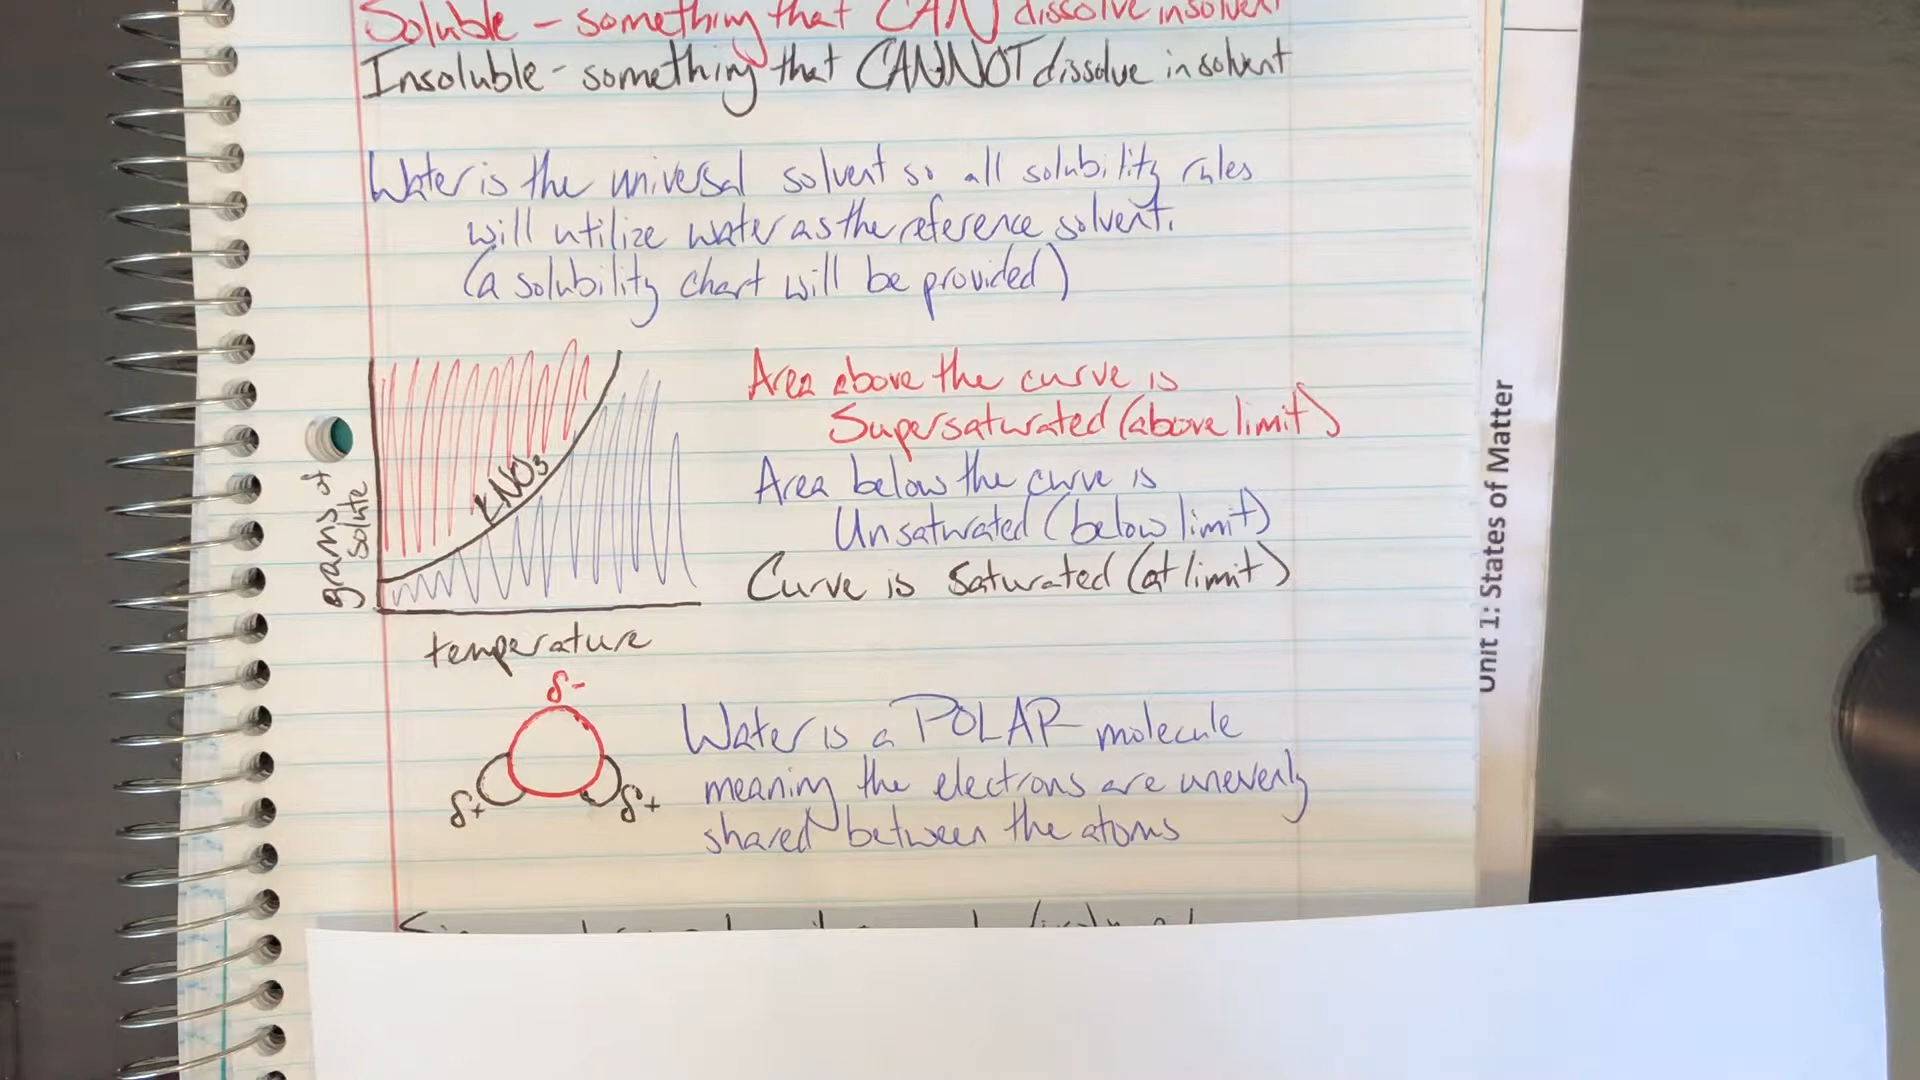 Soluble - something that CAN dissolve in solvent
Insoluble - something that CANNOT dissolve in solvent
Water is the universal solvent so all solubility rules
will utilize water as the reference solvent.
(a solubility chart will be provided)
Area above the curve is
Supersaturated (above limit)
Area below the curve is
Unsaturated (below limit)
Curve is Saturated (at limit)
KNO3
grams of
solute
temperature
δ-
δ+
δ+
Water is a POLAR molecule
meaning the electrons are unevenly
shared between the atoms
Unit 1: States of Matter